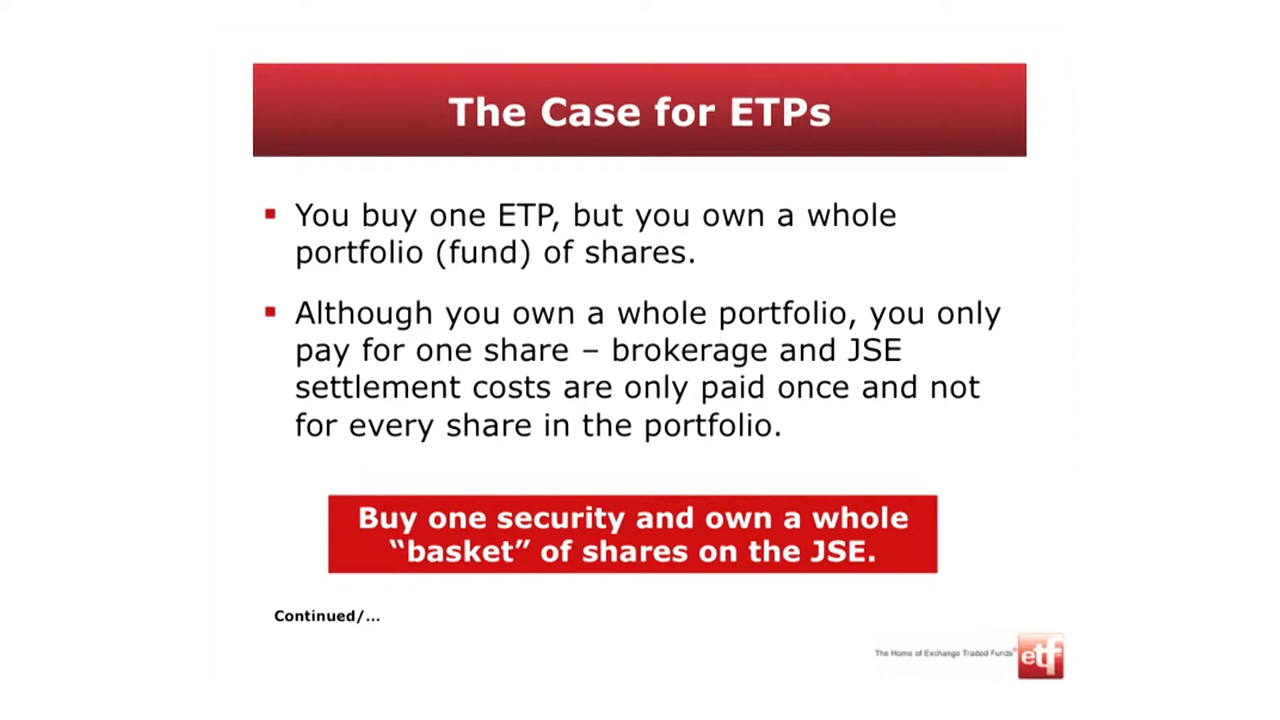 The Case for ETPs
You buy one ETP, but you own a whole
portfolio (fund) of shares.
Although you own a whole portfolio, you only
pay for one share – brokerage and JSE
settlement costs are only paid once and not
for every share in the portfolio.
Buy one security and own a whole
“basket” of shares on the JSE.
Continued/...
The Home of Exchange Traded Funds®
etf